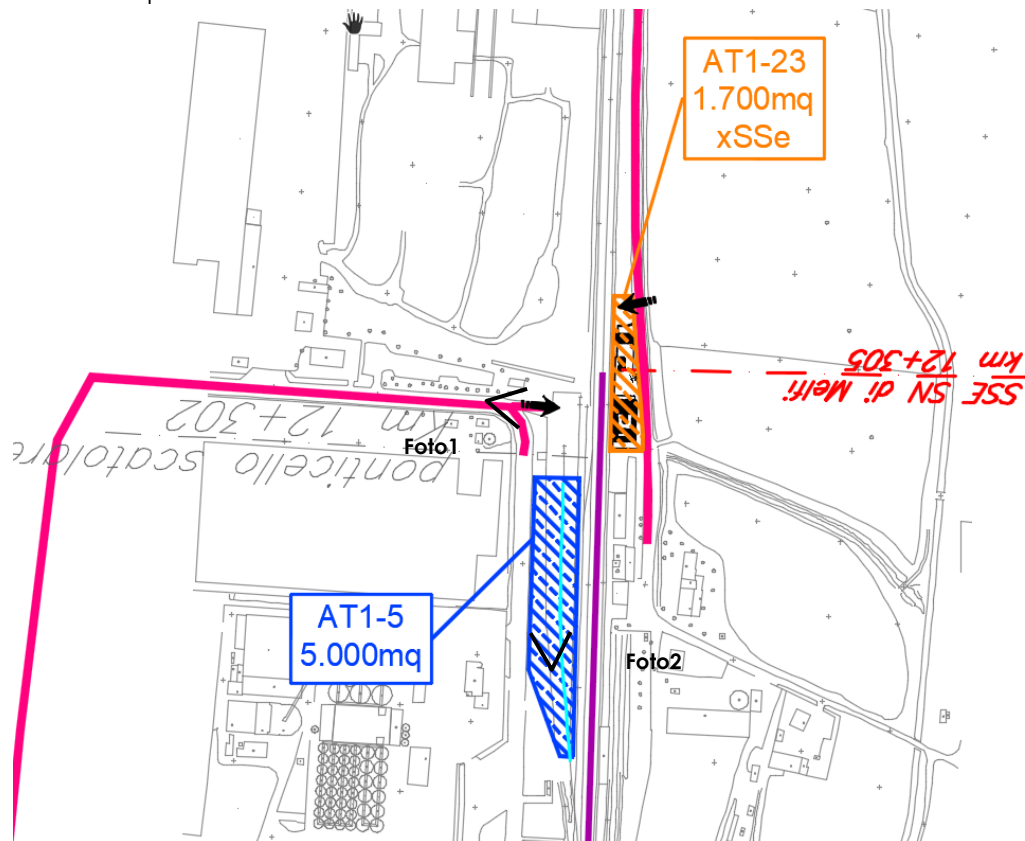 AT1-23
1.700mq
xSSe
SSE SN di Melfi
km 12+305
ponticello scatolare
km 12+302
Foto1
AT1-5
5.000mq
Foto2